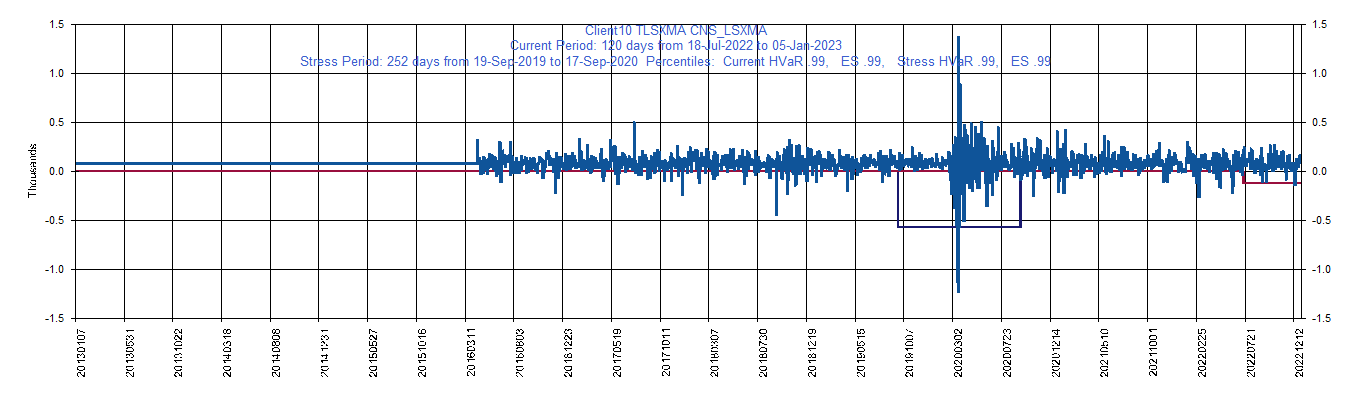 Client10 TLSXMA CNS_LSXMA
Current Period: 120 days from 18-Jul-2022 to 05-Jan-2023
Stress Period: 252 days from 19-Sep-2019 to 17-Sep-2020 Percentiles: Current HVaR .99, ES .99, Stress HVaR .99, ES .99
1.5 1.5
1.0 1.0
0.5 0.5
0.0 0.0
-0.5 -0.5
-1.0 -1.0
-1.5 -1.5
Thousands
20130107 20130531 20131022 20140318 20140808 20141231 20150527 20151016 20160311 20160803 20161223 20170519 20171011 20180307 20180730 20181219 20190515 20191007 20200302 20200723 20201214 20210510 20211001 20220225 20220721 20221212